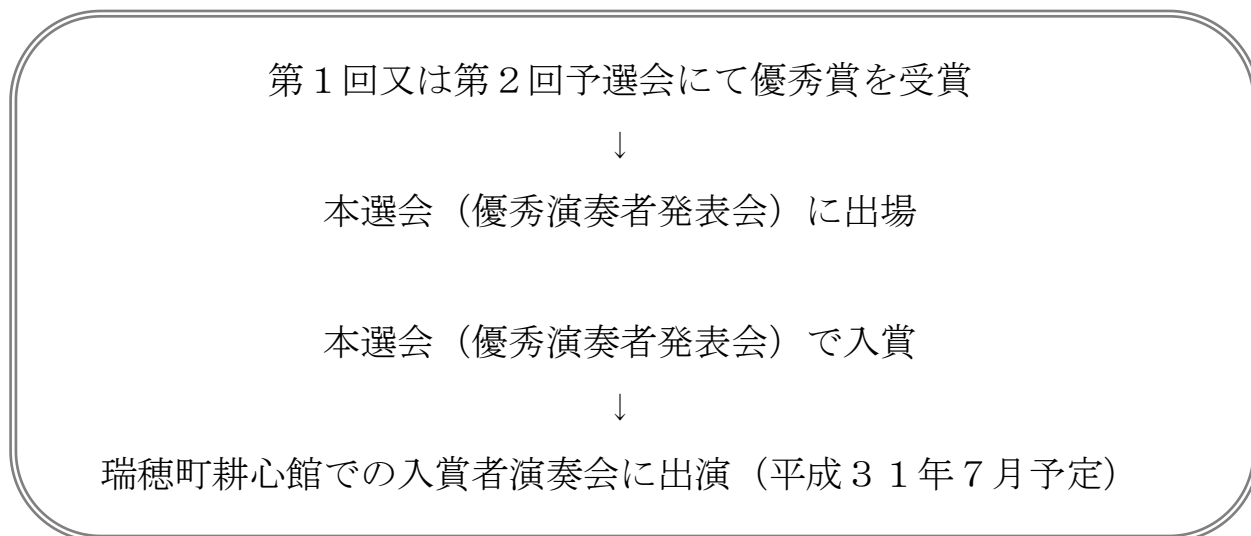 第１回又は第２回予選会にて優秀賞を受賞
↓
本選会（優秀演奏者発表会）に出場
本選会（優秀演奏者発表会）で入賞
↓
瑞穂町耕心館での入賞者演奏会に出演（平成３１年７月予定）